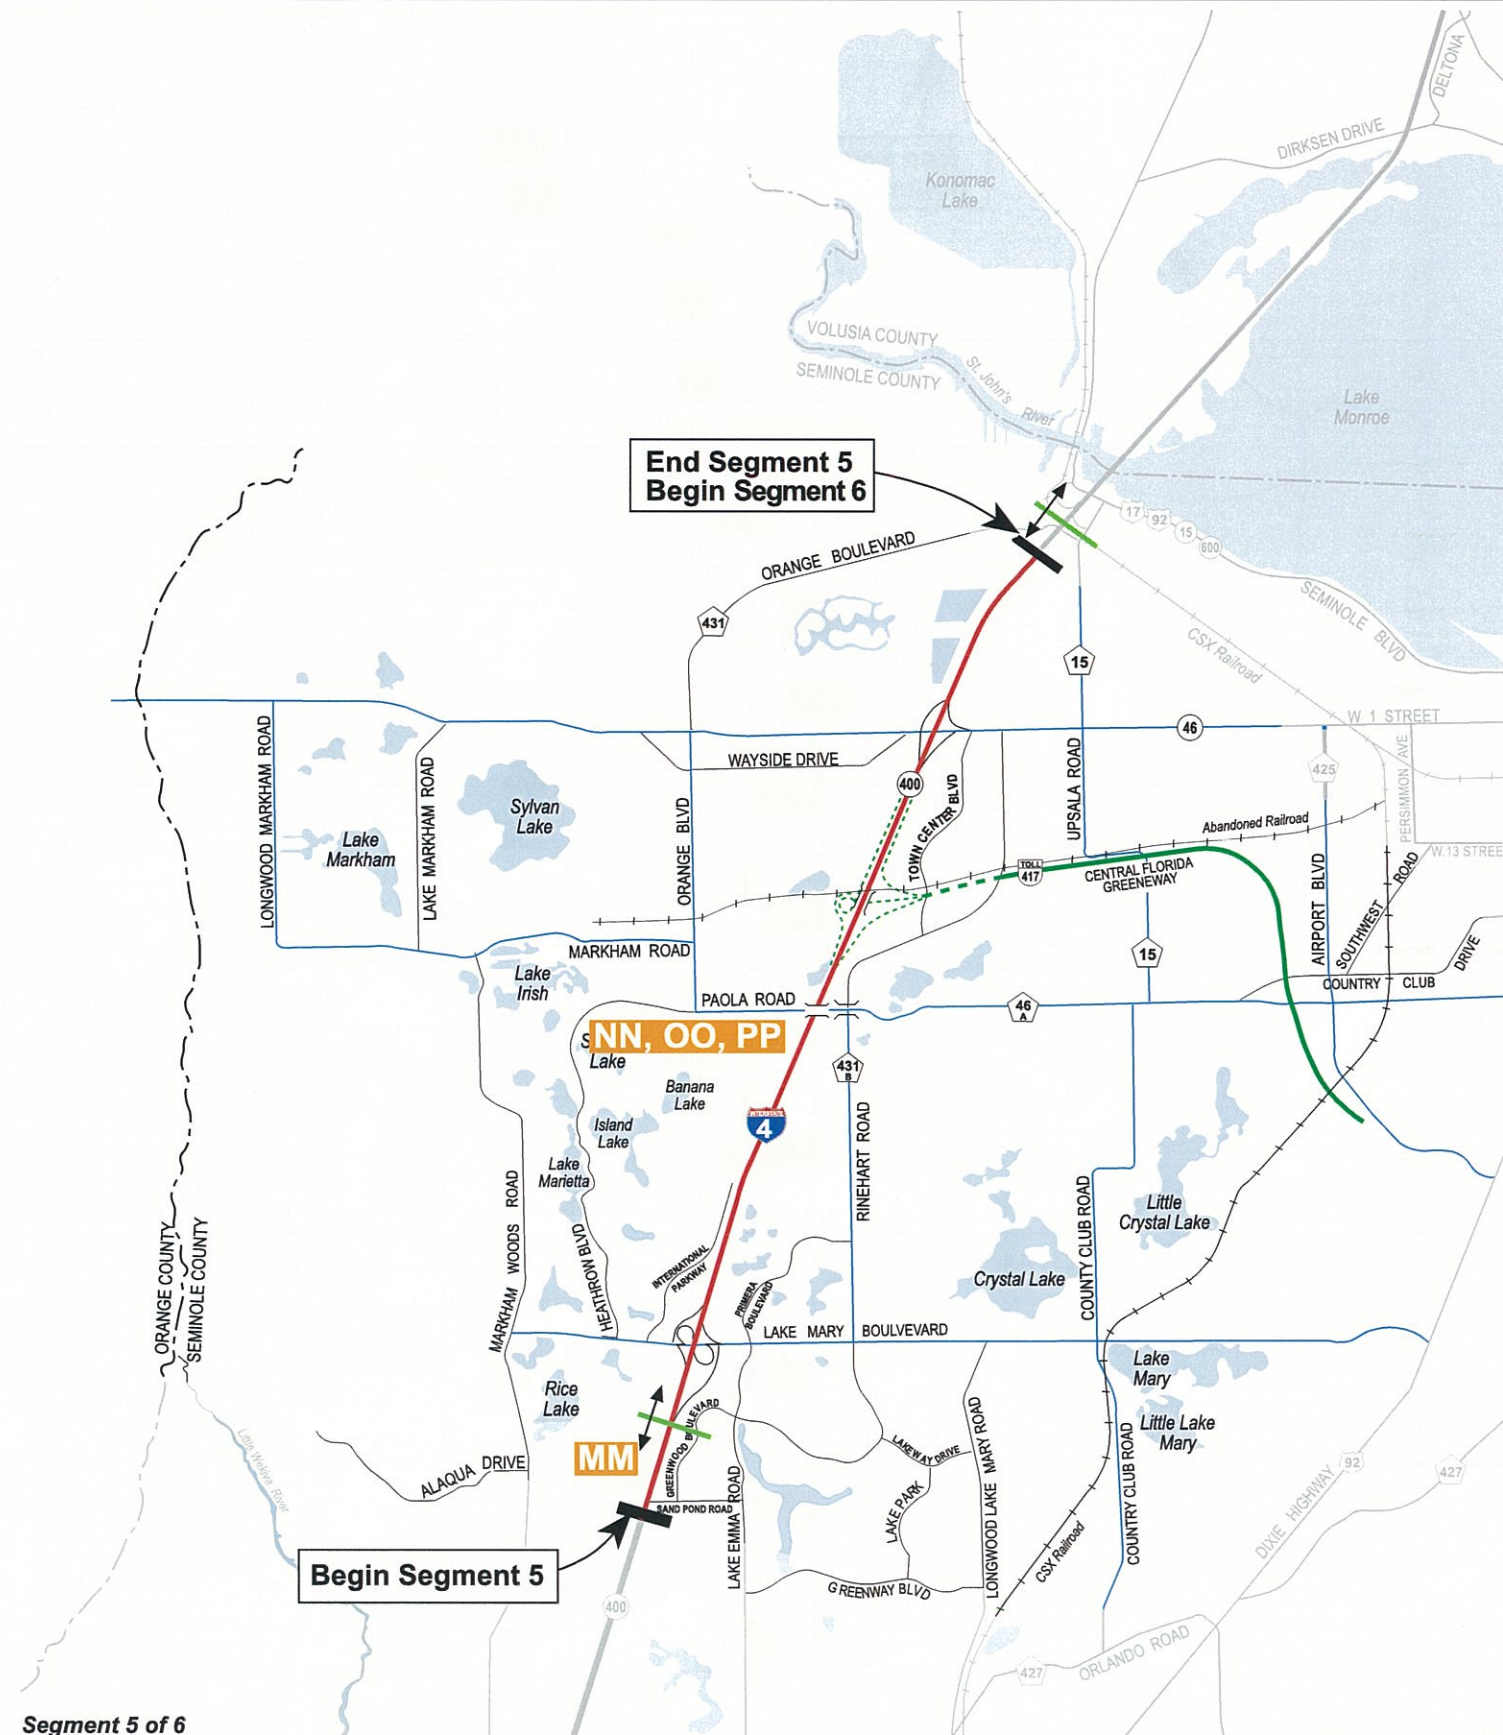 DELTONA
DIRKSEN DRIVE
Konomac
Lake
VOLUSIA COUNTY
SEMINOLE COUNTY
St. John's
River
Lake
Monroe
End Segment 5
Begin Segment 6
17
92
15
600
ORANGE BOULEVARD
431
SEMINOLE BLVD
CSX Railroad
15
W 1 STREET
46
LONGWOOD MARKHAM ROAD
LAKE MARKHAM ROAD
WAYSIDE DRIVE
400
TOWN CENTER BLVD
UPSALA ROAD
425
PERSIMMON AVE
Sylvan
Lake
Lake
Markham
ORANGE BLVD
Abandoned Railroad
W.13 STREE
TOLL
417
CENTRAL FLORIDA
GREENEWAY
AIRPORT BLVD
SOUTHWEST ROAD
MARKHAM ROAD
15
DRIVE
COUNTRY CLUB
Lake
Irish
PAOLA ROAD
46
A
NN, OO, PP
S
Lake
431
B
Banana
Lake
INTERSTATE
4
Island
Lake
RINEHART ROAD
Lake
Marietta
MARKHAM WOODS ROAD
HEATHROW BLVD
INTERNATIONAL
PARKWAY
PRIMERA
BOULEVARD
COUNTY CLUB ROAD
Little
Crystal Lake
Crystal Lake
ORANGE COUNTY
SEMINOLE COUNTY
LAKE MARY BOULVEVARD
Lake
Mary
Rice
Lake
Little Lake
Mary
GREENWOOD BOULEVARD
LAKEWAY DRIVE
LONGWOOD LAKE MARY ROAD
COUNTRY CLUB ROAD
MM
Little Wekiva River
ALAQUA DRIVE
SAND POND ROAD
LAKE EMMA ROAD
LAKE PARK
92
427
DIXIE HIGHWAY
Begin Segment 5
GREENWAY BLVD
CSX Railroad
400
427
ORLANDO ROAD
Segment 5 of 6